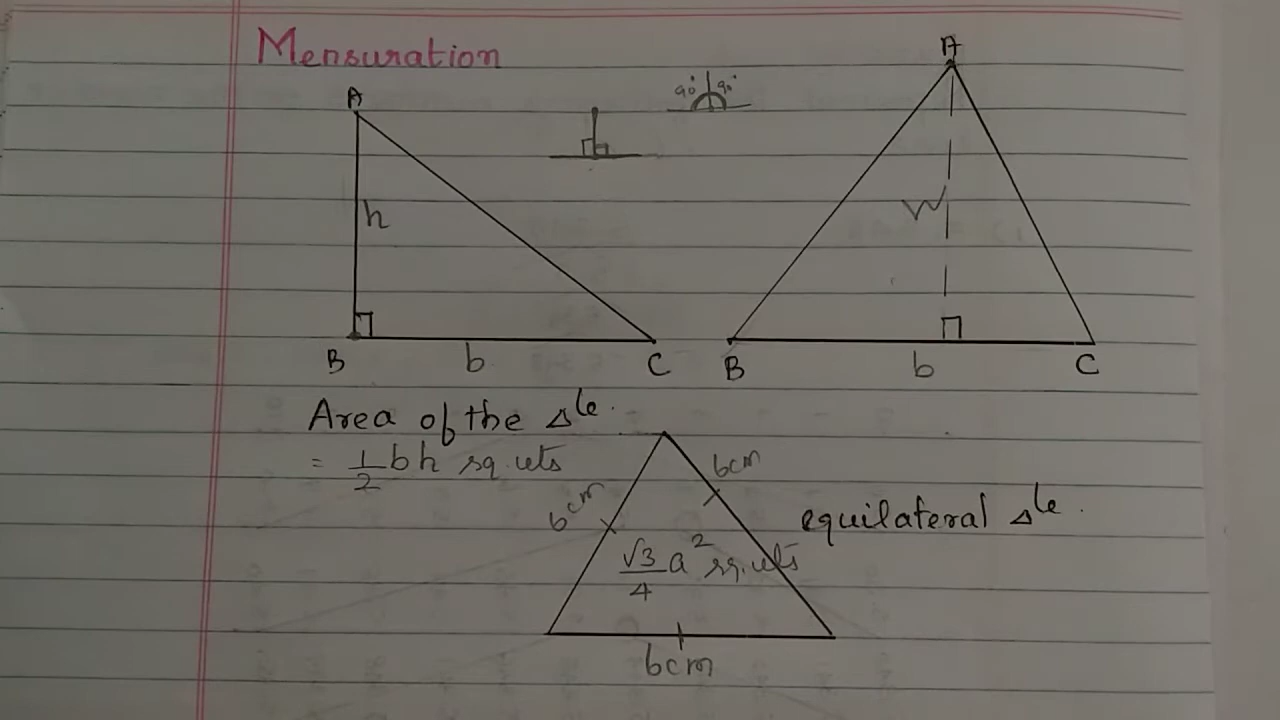 Mensuration
A
90° 90°
h
B b C
A
B b C
Area of the △le.
= 1/2 bh sq.uts
6cm
6cm
√3/4 a² sq.uts
6cm
equilateral △le.